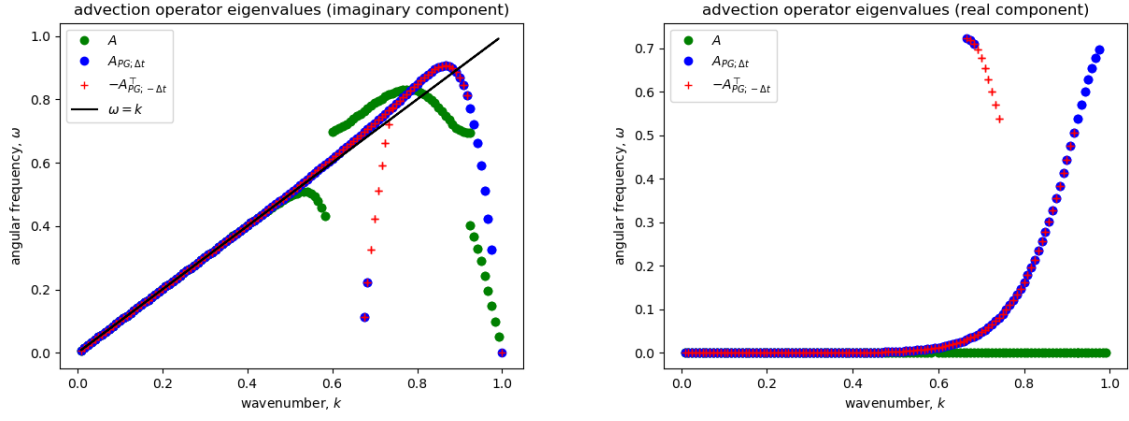 advection operator eigenvalues (imaginary component)
A
A_{PG;Δt}
−A^⊤_{PG;−Δt}
ω = k
angular frequency, ω
1.0
0.8
0.6
0.4
0.2
0.0
0.0 0.2 0.4 0.6 0.8 1.0
wavenumber, k
advection operator eigenvalues (real component)
A
A_{PG;Δt}
−A^⊤_{PG;−Δt}
angular frequency, ω
0.7
0.6
0.5
0.4
0.3
0.2
0.1
0.0
0.0 0.2 0.4 0.6 0.8 1.0
wavenumber, k